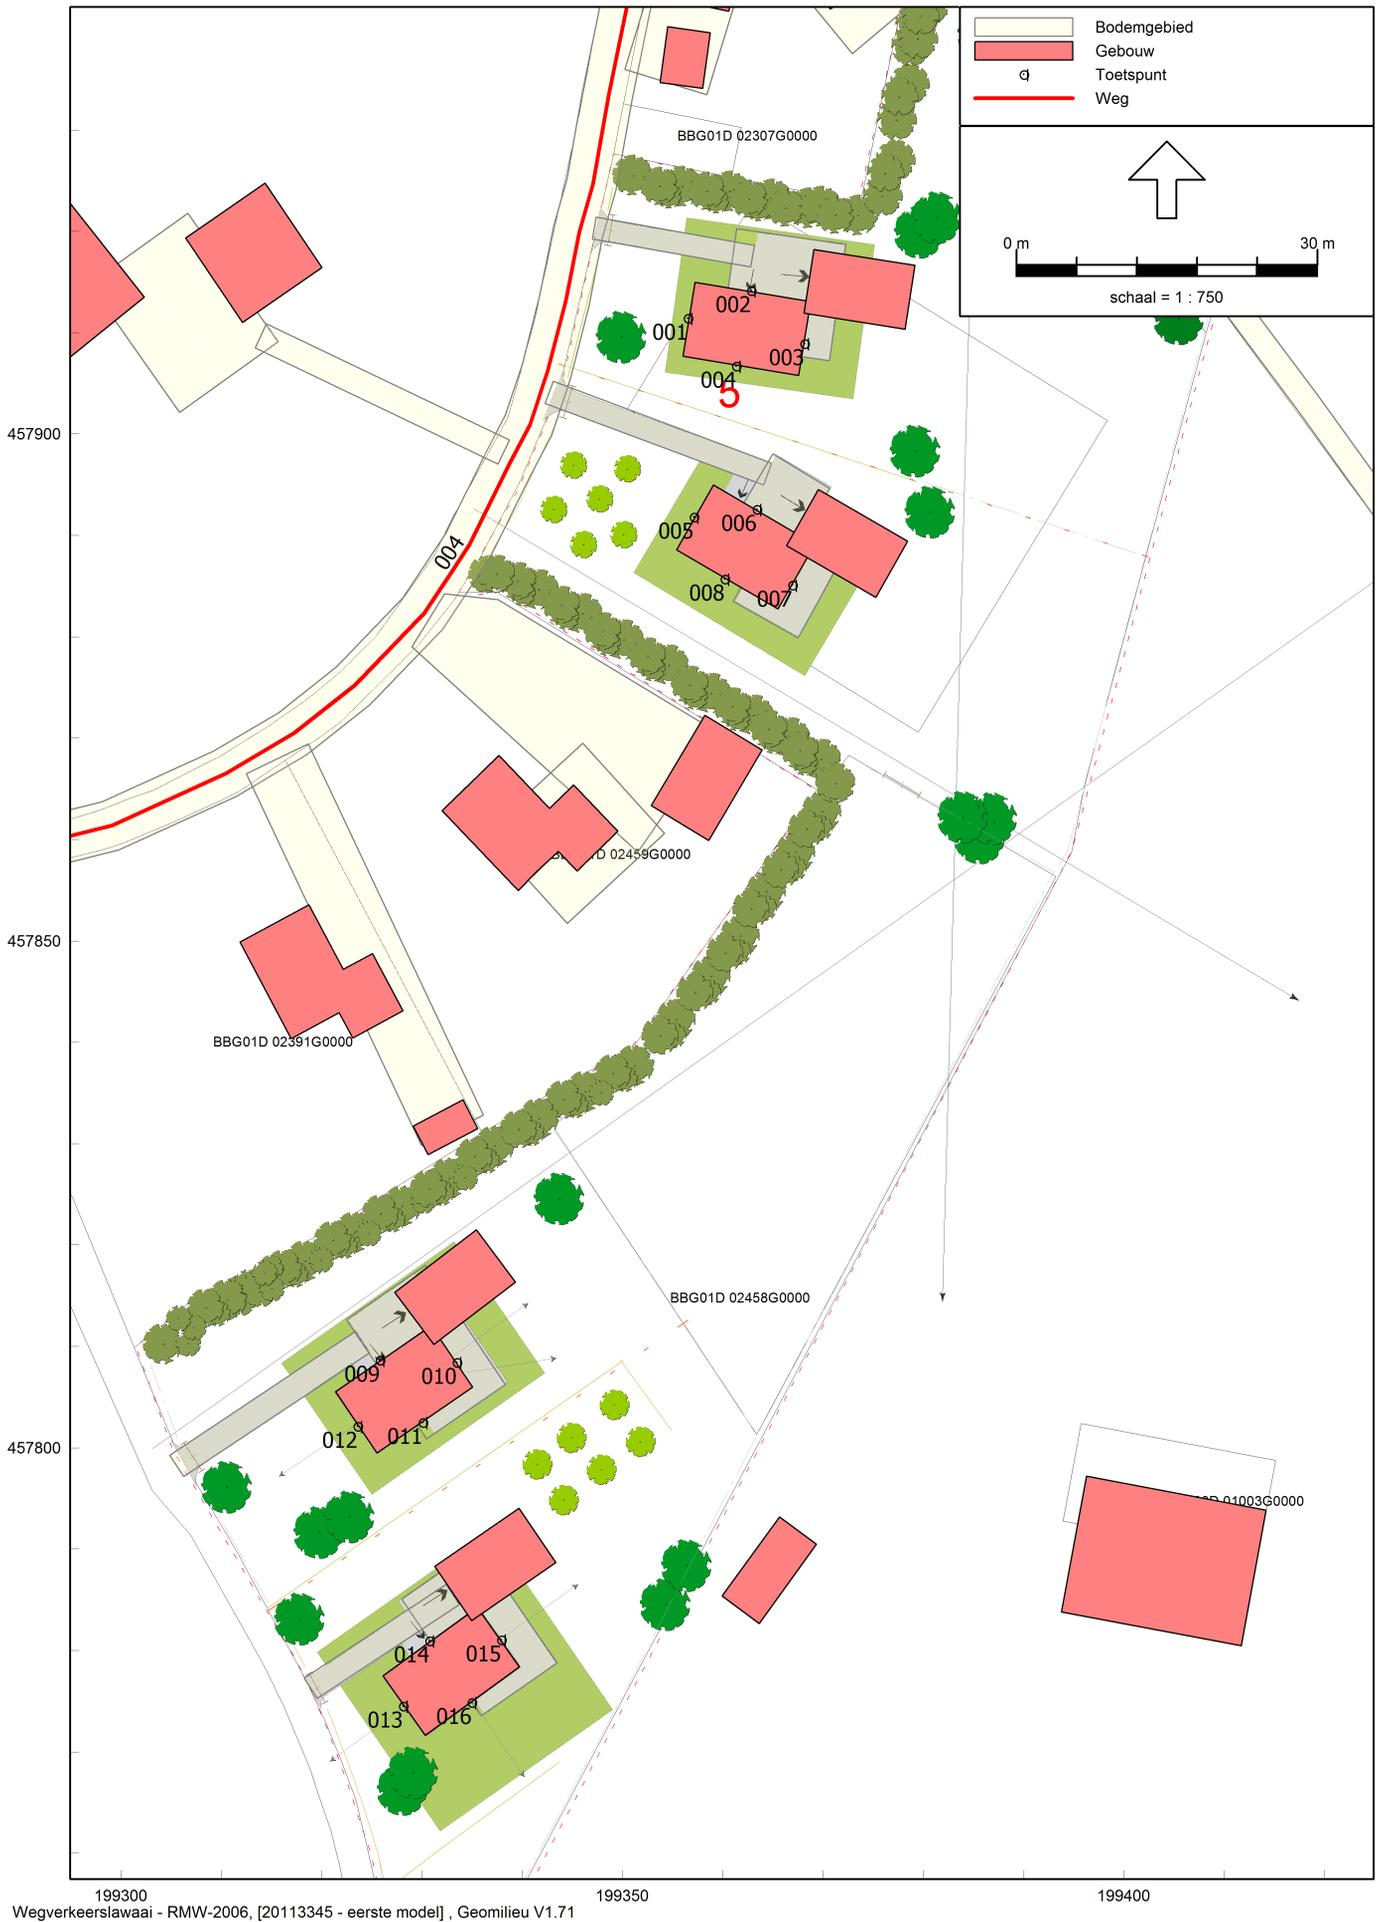 Bodemgebied
Gebouw
Toetspunt
Weg
0 m 30 m
schaal = 1 : 750
BBG01D 02307G0000
002
001
003
004
5
457900
006
005
004
008
007
02459G0000
457850
BBG01D 02391G0000
BBG01D 02458G0000
009
010
011
012
457800
01003G0000
014
015
013
016
199300 199350 199400
Wegverkeerslawaai - RMW-2006, [20113345 - eerste model] , Geomilieu V1.71